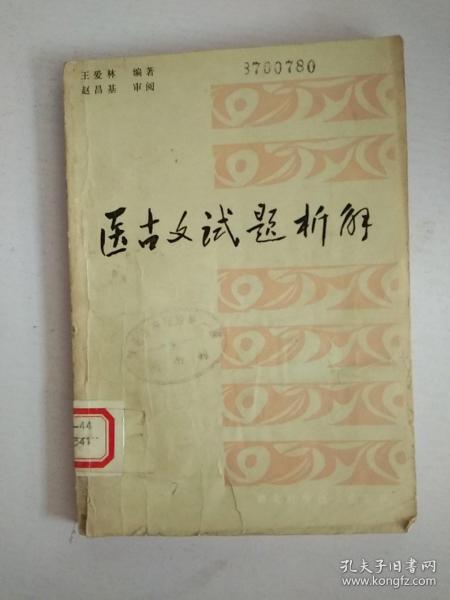 王爱林 编著
赵昌基 审阅
3700780
医古文试题析解
-44
341
孔夫子旧书网
www.kongfz.com